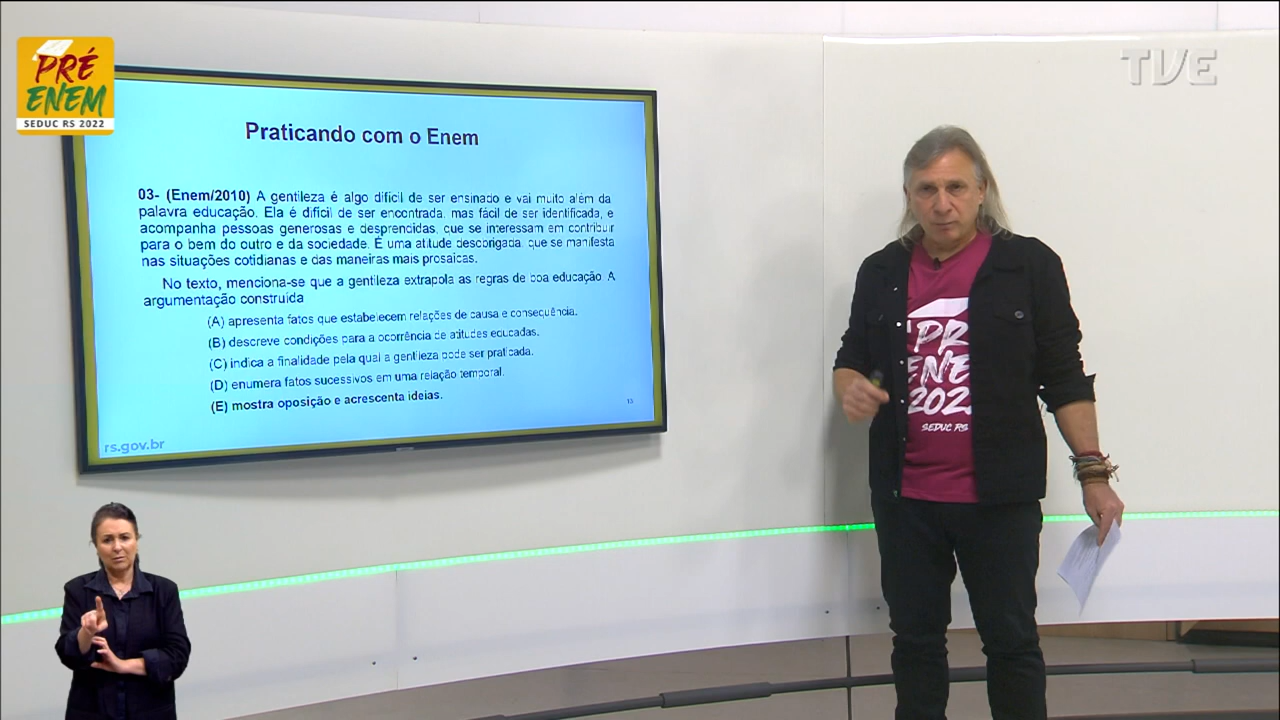 PRÉ
ENEM
SEDUC RS 2022
TVE
Praticando com o Enem
03- (Enem/2010) A gentileza é algo difícil de ser ensinado e vai muito além da
palavra educação. Ela é difícil de ser encontrada, mas fácil de ser identificada, e
acompanha pessoas generosas e desprendidas, que se interessam em contribuir
para o bem do outro e da sociedade. É uma atitude desobrigada, que se manifesta
nas situações cotidianas e das maneiras mais prosaicas.
No texto, menciona-se que a gentileza extrapola as regras de boa educação. A
argumentação construída
(A) apresenta fatos que estabelecem relações de causa e consequência.
(B) descreve condições para a ocorrência de atitudes educadas.
(C) indica a finalidade pela qual a gentileza pode ser praticada.
(D) enumera fatos sucessivos em uma relação temporal.
(E) mostra oposição e acrescenta ideias.
13
rs.gov.br
PR
ENE
202
SEDUC RS